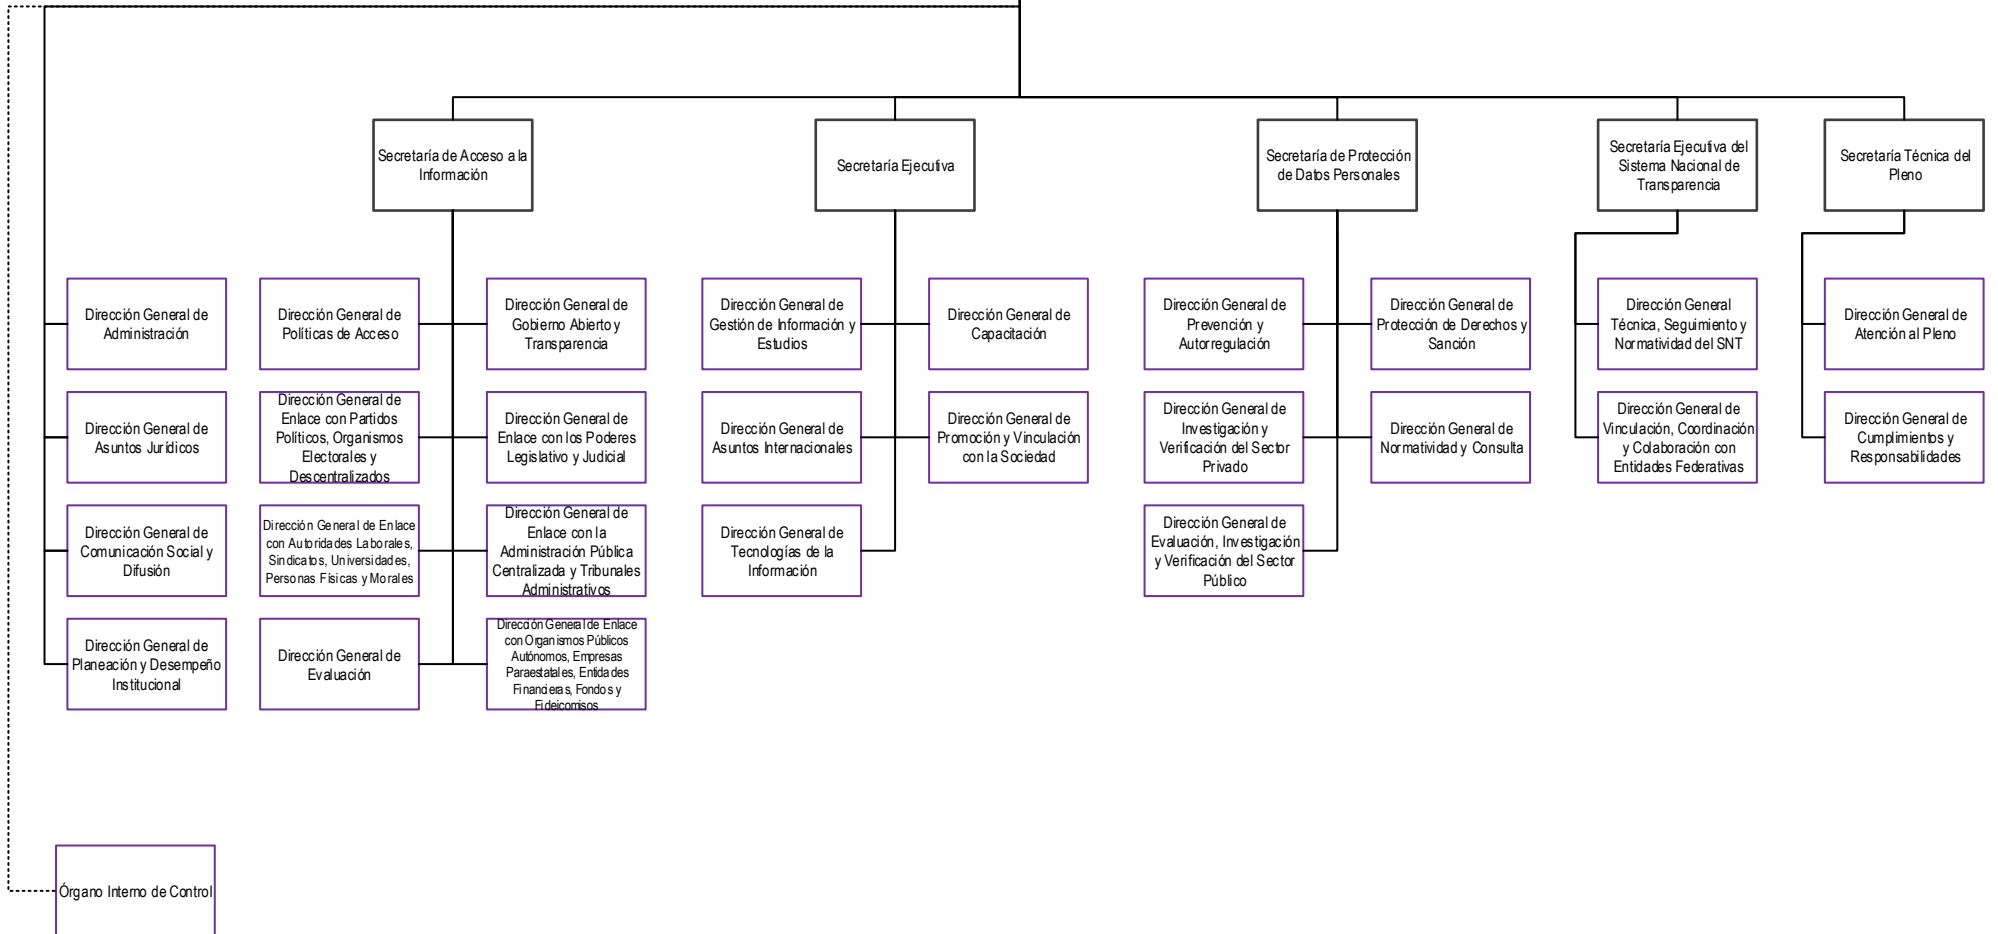 Secretaría de Acceso a la
Información
Secretaría Ejecutiva
Secretaría de Protección
de Datos Personales
Secretaría Ejecutiva del
Sistema Nacional de
Transparencia
Secretaría Técnica del
Pleno
Dirección General de
Administración
Dirección General de
Políticas de Acceso
Dirección General de
Gobierno Abierto y
Transparencia
Dirección General de
Gestión de Información y
Estudios
Dirección General de
Capacitación
Dirección General de
Prevención y
Autorregulación
Dirección General de
Protección de Derechos y
Sanción
Dirección General
Técnica, Seguimiento y
Normatividad del SNT
Dirección General de
Atención al Pleno
Dirección General de
Asuntos Jurídicos
Dirección General de
Enlace con Partidos
Políticos, Organismos
Electorales y
Descentralizados
Dirección General de
Enlace con los Poderes
Legislativo y Judicial
Dirección General de
Asuntos Internacionales
Dirección General de
Promoción y Vinculación
con la Sociedad
Dirección General de
Investigación y
Verificación del Sector
Privado
Dirección General de
Normatividad y Consulta
Dirección General de
Vinculación, Coordinación
y Colaboración con
Entidades Federativas
Dirección General de
Cumplimientos y
Responsabilidades
Dirección General de
Comunicación Social y
Difusión
Dirección General de Enlace
con Autoridades Laborales,
Sindicatos, Universidades,
Personas Físicas y Morales
Dirección General de
Enlace con la
Administración Pública
Centralizada y Tribunales
Administrativos
Dirección General de
Tecnologías de la
Información
Dirección General de
Evaluación, Investigación
y Verificación del Sector
Público
Dirección General de
Planeación y Desempeño
Institucional
Dirección General de
Evaluación
Dirección General de Enlace
con Organismos Públicos
Autónomos, Empresas
Paraestatales, Entidades
Financieras, Fondos y
Fideicomisos
Órgano Interno de Control